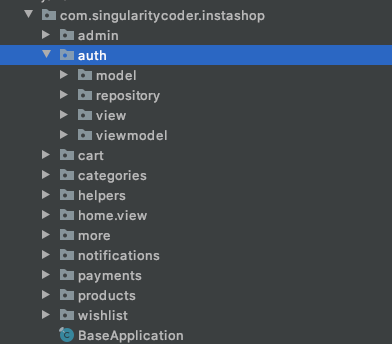 com.singularitycoder.instashop
admin
auth
model
repository
view
viewmodel
cart
categories
helpers
home.view
more
notifications
payments
products
wishlist
BaseApplication